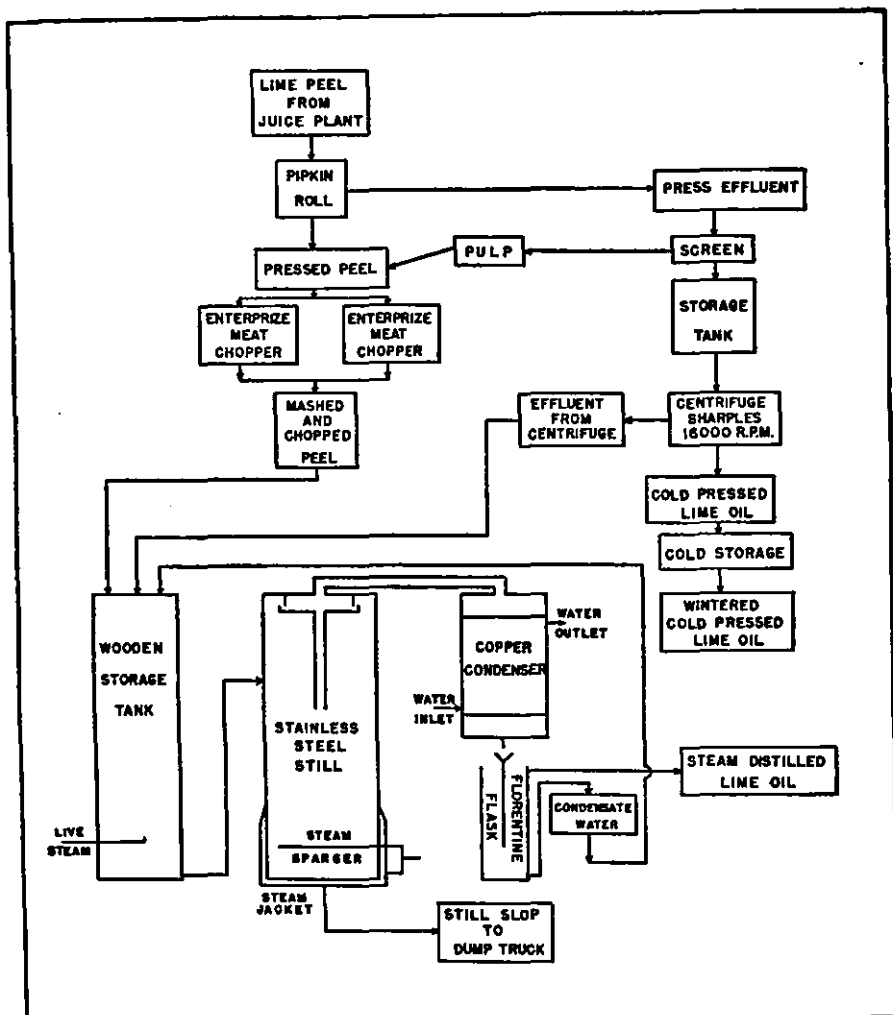 LIME PEEL
FROM
JUICE PLANT
PIPKIN
ROLL
PRESS EFFLUENT
SCREEN
PULP
PRESSED PEEL
STORAGE
TANK
ENTERPRIZE
MEAT
CHOPPER
ENTERPRIZE
MEAT
CHOPPER
MASHED
AND
CHOPPED
PEEL
EFFLUENT
FROM
CENTRIFUGE
CENTRIFUGE
SHARPLES
16000 R.P.M.
COLD PRESSED
LIME OIL
COLD STORAGE
WINTERED
COLD PRESSED
LIME OIL
WOODEN
STORAGE
TANK
LIVE
STEAM
STAINLESS
STEEL
STILL
STEAM
SPARGER
STEAM
JACKET
COPPER
CONDENSER
WATER
OUTLET
WATER
INLET
FLORENTINE
FLASK
CONDENSATE
WATER
STEAM DISTILLED
LIME OIL
STILL SLOP
TO
DUMP TRUCK